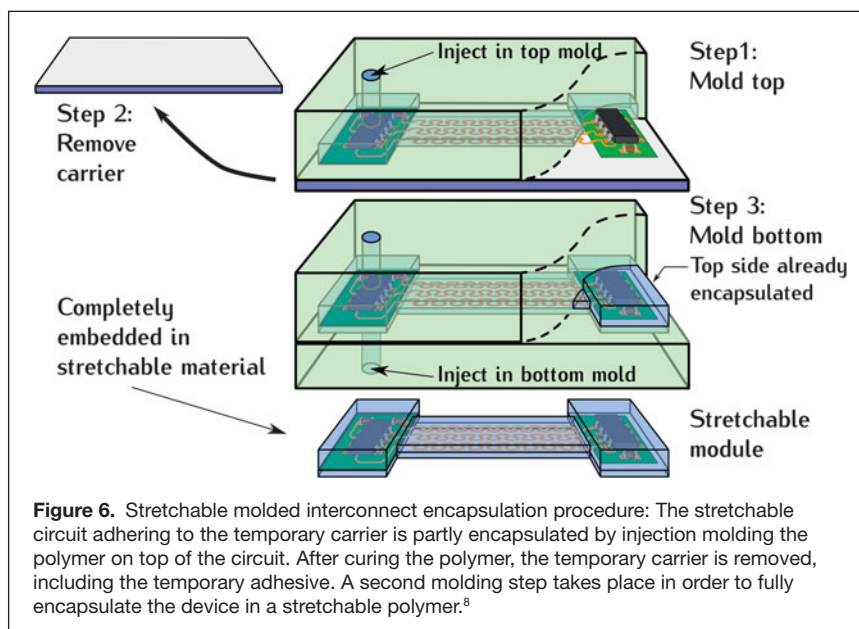 Inject in top mold
Step1:
Mold top
Step 2:
Remove
carrier
Step 3:
Mold bottom
Top side already
encapsulated
Completely
embedded in
stretchable material
Inject in bottom mold
Stretchable
module
Figure 6. Stretchable molded interconnect encapsulation procedure: The stretchable
circuit adhering to the temporary carrier is partly encapsulated by injection molding the
polymer on top of the circuit. After curing the polymer, the temporary carrier is removed,
including the temporary adhesive. A second molding step takes place in order to fully
encapsulate the device in a stretchable polymer.⁸